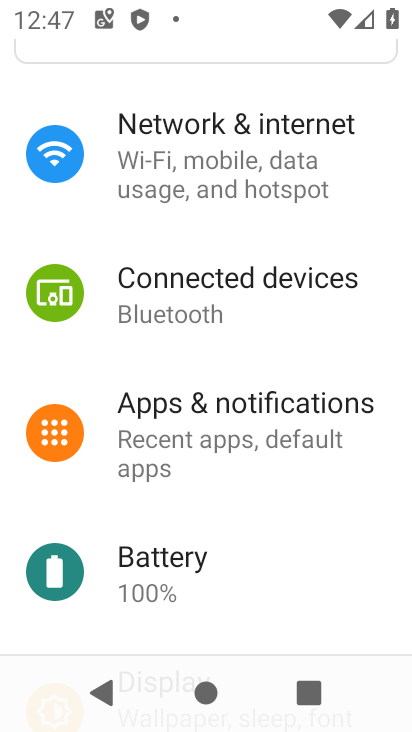 12:47
Network & internet
Wi-Fi, mobile, data
usage, and hotspot
Connected devices
Bluetooth
Apps & notifications
Recent apps, default
apps
Battery
100%
Display
Wallpaper, sleep, font